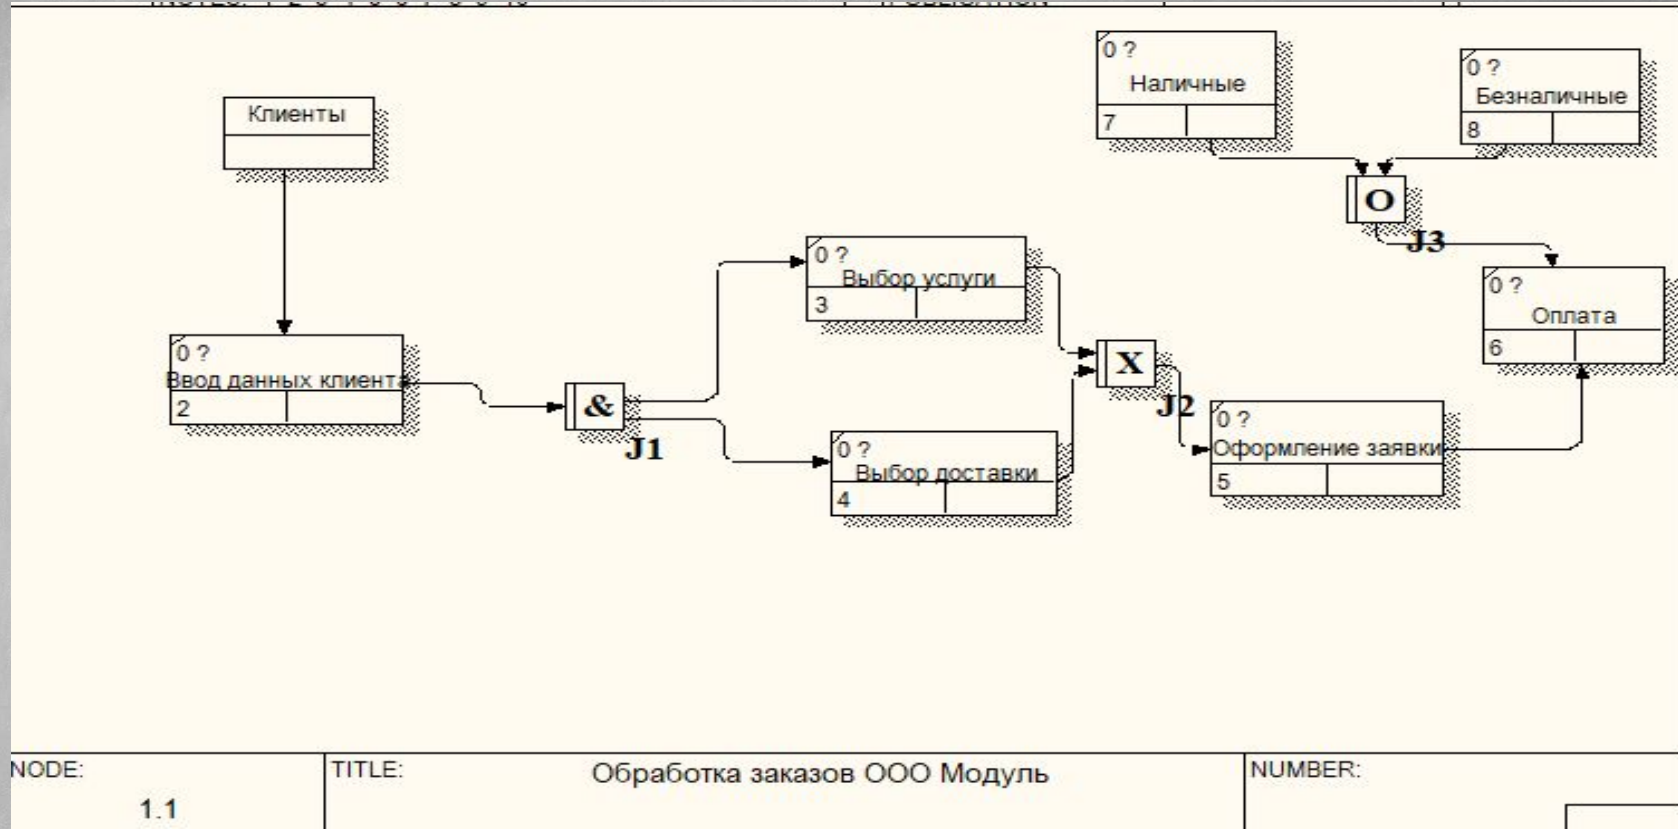 Клиенты
0 ?
Ввод данных клиента
2
&
J1
0 ?
Выбор услуги
3
0 ?
Выбор доставки
4
X
J2
0 ?
Оформление заявки
5
0 ?
Наличные
7
0 ?
Безналичные
8
O
J3
0 ?
Оплата
6
NODE:
1.1
TITLE:
Обработка заказов ООО Модуль
NUMBER: